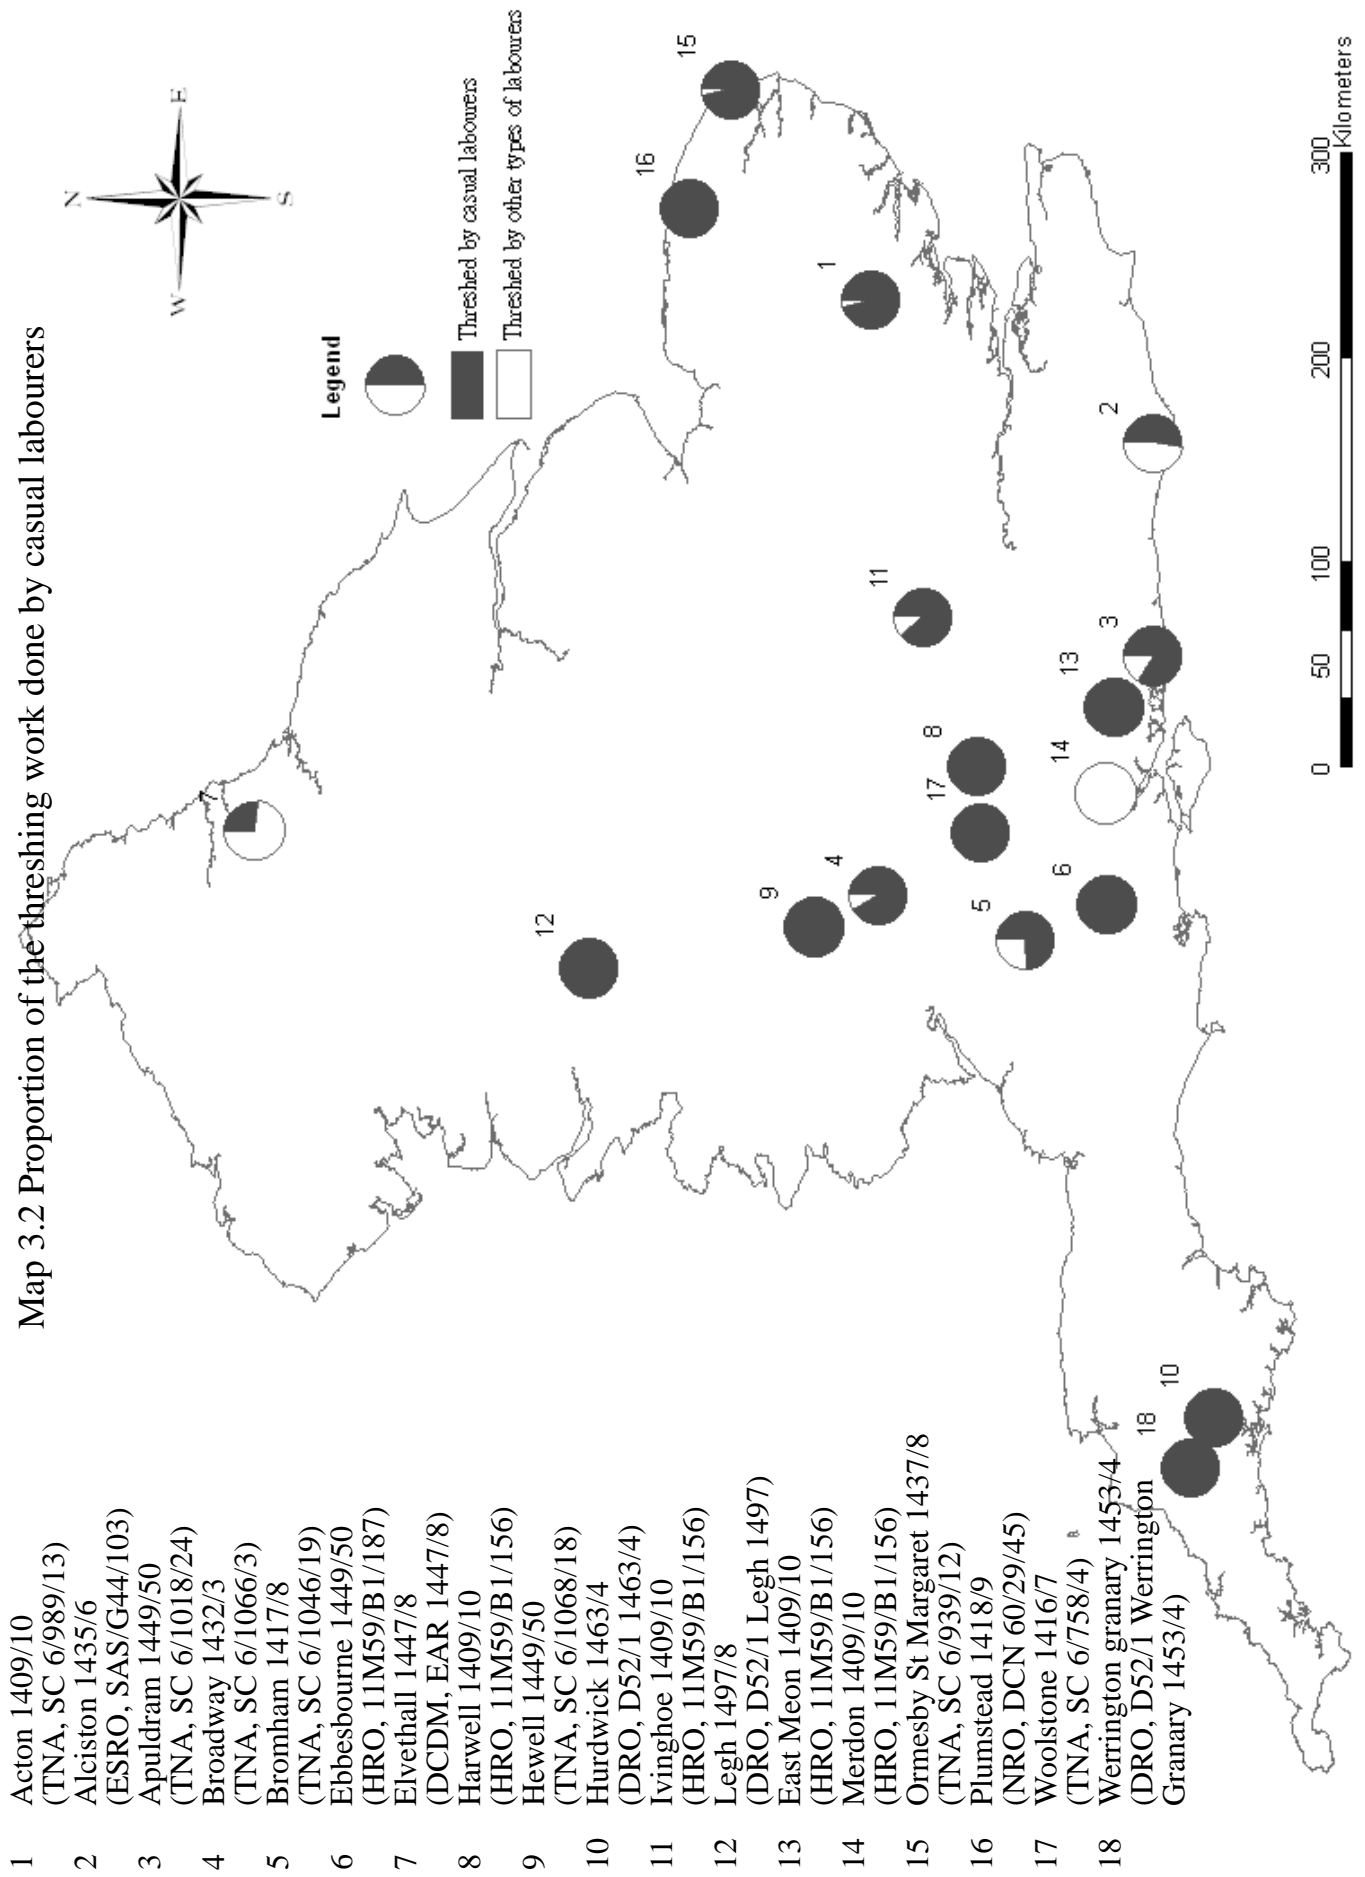 Map 3.2 Proportion of the threshing work done by casual labourers
1 Acton 1409/10
(TNA, SC 6/989/13)
2 Alciston 1435/6
(ESRO, SAS/G44/103)
3 Apuldram 1449/50
(TNA, SC 6/1018/24)
4 Broadway 1432/3
(TNA, SC 6/1066/3)
5 Bromham 1417/8
(TNA, SC 6/1046/19)
6 Ebbesbourne 1449/50
(HRO, 11M59/B1/187)
7 Elvethall 1447/8
(DCDM, EAR 1447/8)
8 Harwell 1409/10
(HRO, 11M59/B1/156)
9 Hewell 1449/50
(TNA, SC 6/1068/18)
10 Hurdwick 1463/4
(DRO, D52/1 1463/4)
11 Ivinghoe 1409/10
(HRO, 11M59/B1/156)
12 Legh 1497/8
(DRO, D52/1 Legh 1497)
13 East Meon 1409/10
(HRO, 11M59/B1/156)
14 Merdon 1409/10
(HRO, 11M59/B1/156)
15 Ormesby St Margaret 1437/8
(TNA, SC 6/939/12)
16 Plumstead 1418/9
(NRO, DCN 60/29/45)
17 Woolstone 1416/7
(TNA, SC 6/758/4)
18 Werrington granary 1453/4
(DRO, D52/1 Werrington
Granary 1453/4)
N
W E
S
Legend
Threshed by casual labourers
Threshed by other types of labourers
7
12
16
15
1
9
4
11
8
17
5
6
14
13
3
2
18
10
0 50 100 200 300
Kilometers